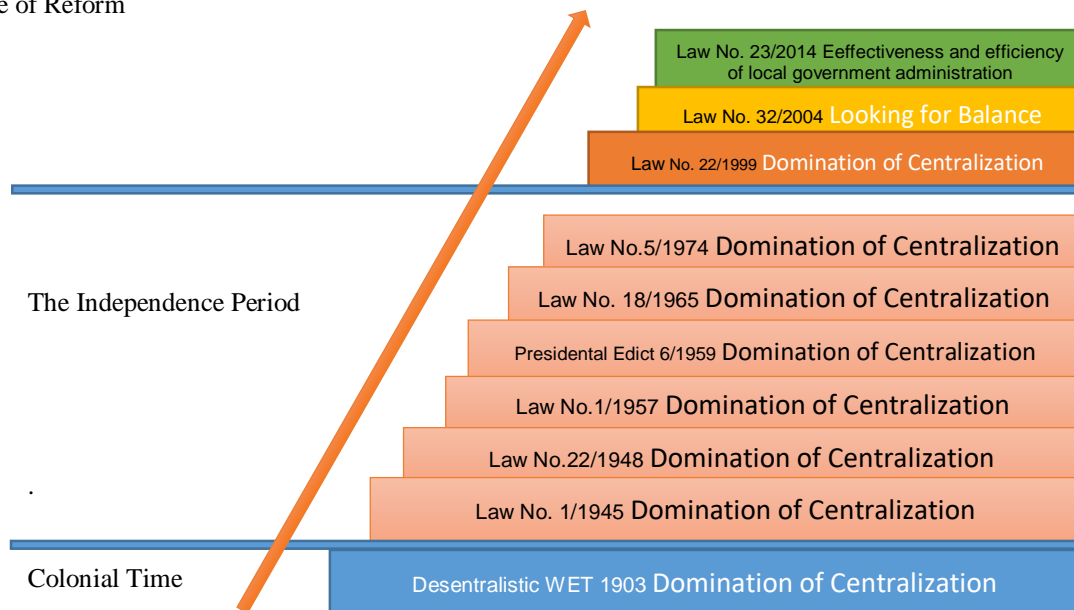 e of Reform
Law No. 23/2014 Eeffectiveness and efficiency
of local government administration
Law No. 32/2004 Looking for Balance
Law No. 22/1999 Domination of Centralization
Law No.5/1974 Domination of Centralization
The Independence Period
Law No. 18/1965 Domination of Centralization
Presidental Edict 6/1959 Domination of Centralization
Law No.1/1957 Domination of Centralization
Law No.22/1948 Domination of Centralization
.
Law No. 1/1945 Domination of Centralization
Colonial Time
Desentralistic WET 1903 Domination of Centralization